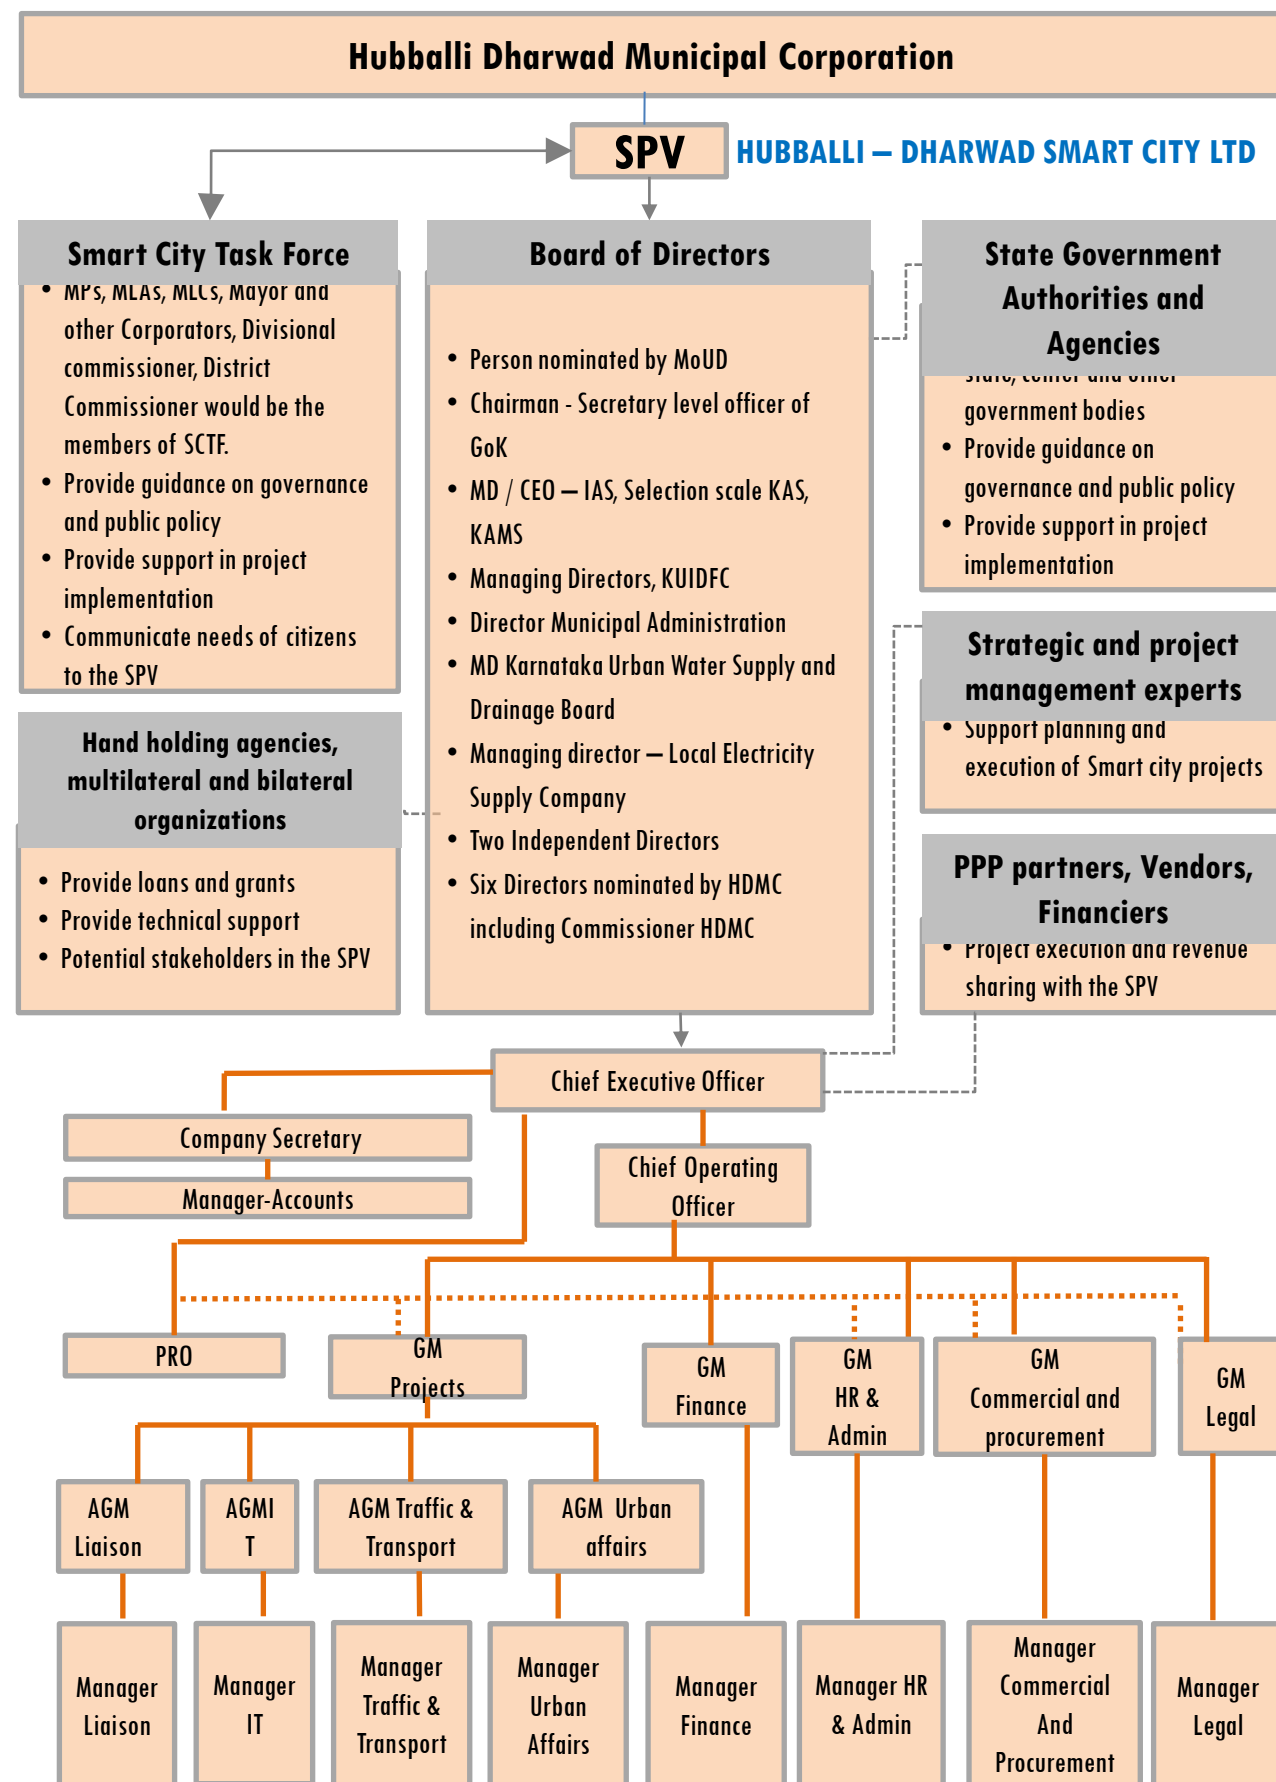 Hubballi Dharwad Municipal Corporation
SPV
HUBBALLI – DHARWAD SMART CITY LTD
Smart City Task Force
• MPs, MLAs, MLCs, Mayor and
other Corporators, Divisional
commissioner, District
Commissioner would be the
members of SCTF.
• Provide guidance on governance
and public policy
• Provide support in project
implementation
• Communicate needs of citizens
to the SPV
Hand holding agencies,
multilateral and bilateral
organizations
• Provide loans and grants
• Provide technical support
• Potential stakeholders in the SPV
Board of Directors
• Person nominated by MoUD
• Chairman - Secretary level officer of
GoK
• MD / CEO – IAS, Selection scale KAS,
KAMS
• Managing Directors, KUIDFC
• Director Municipal Administration
• MD Karnataka Urban Water Supply and
Drainage Board
• Managing director – Local Electricity
Supply Company
• Two Independent Directors
• Six Directors nominated by HDMC
including Commissioner HDMC
State Government
Authorities and
Agencies
State, center and other
government bodies
• Provide guidance on
governance and public policy
• Provide support in project
implementation
Strategic and project
management experts
• Support planning and
execution of Smart city projects
PPP partners, Vendors,
Financiers
• Project execution and revenue
sharing with the SPV
Chief Executive Officer
Company Secretary
Manager-Accounts
Chief Operating
Officer
PRO
GM
Projects
GM
Finance
GM
HR &
Admin
GM
Commercial and
procurement
GM
Legal
AGM
Liaison
AGMI
T
AGM Traffic &
Transport
AGM Urban
affairs
Manager
Liaison
Manager
IT
Manager
Traffic &
Transport
Manager
Urban
Affairs
Manager
Finance
Manager HR
& Admin
Manager
Commercial
And
Procurement
Manager
Legal